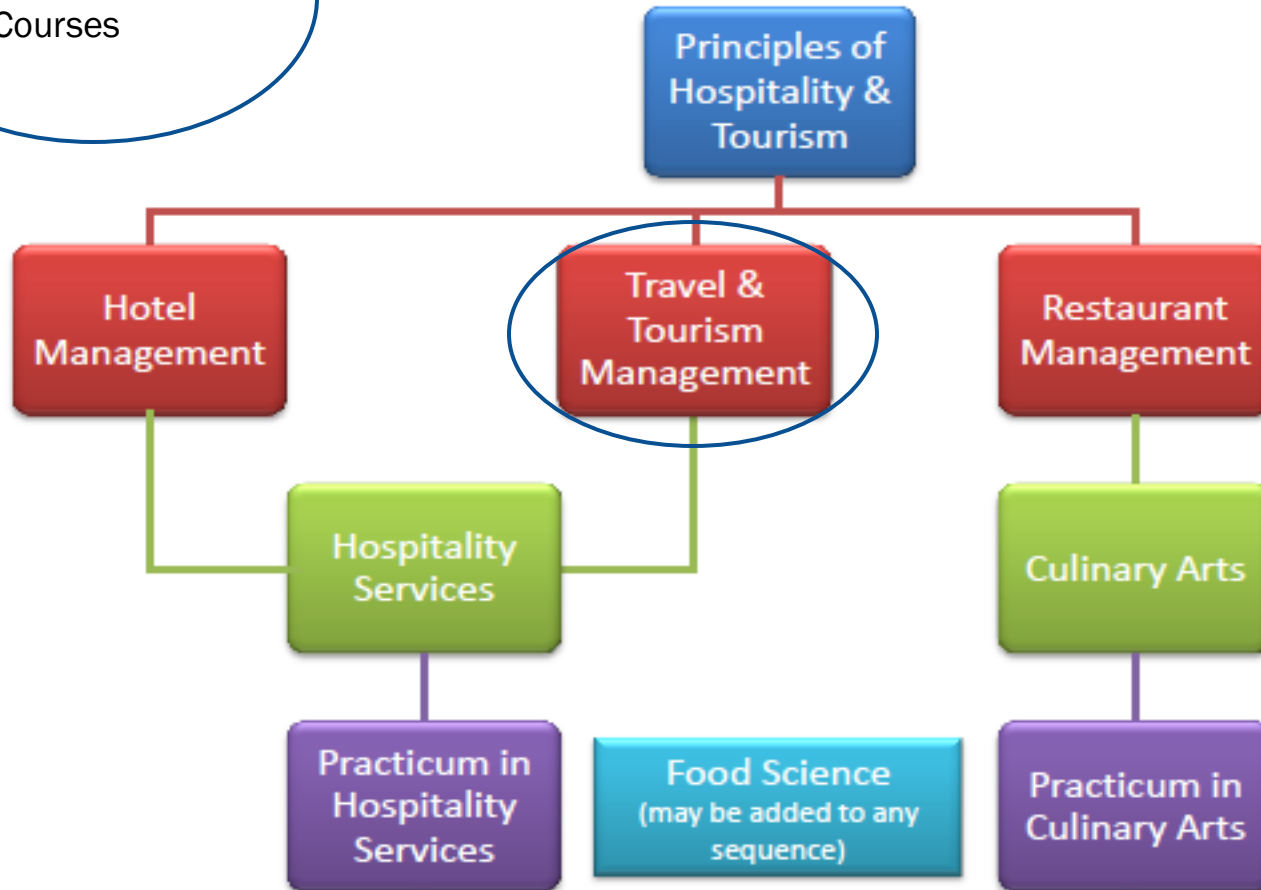 Courses
Principles of
Hospitality &
Tourism
Hotel
Management
Travel &
Tourism
Management
Restaurant
Management
Hospitality
Services
Culinary Arts
Practicum in
Hospitality
Services
Food Science
(may be added to any
sequence)
Practicum in
Culinary Arts